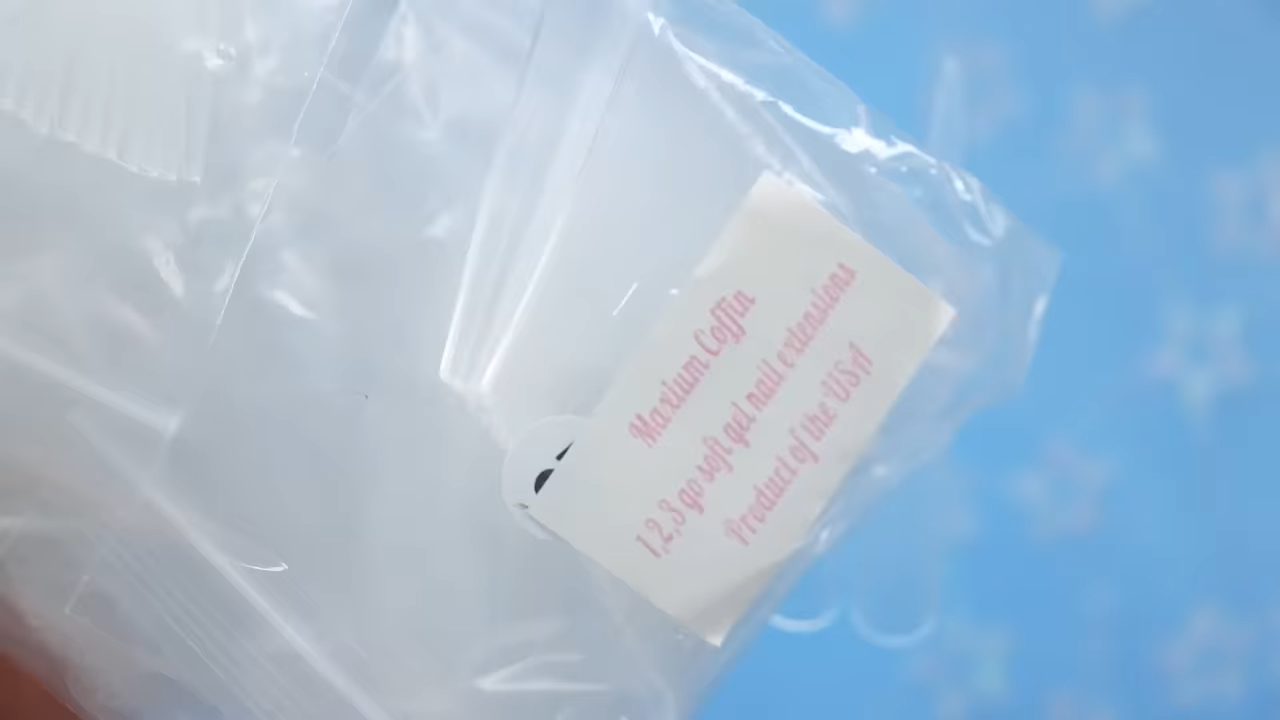 Maxium Coffin
1,2,3 go soft gel nail extensions
Product of the USA